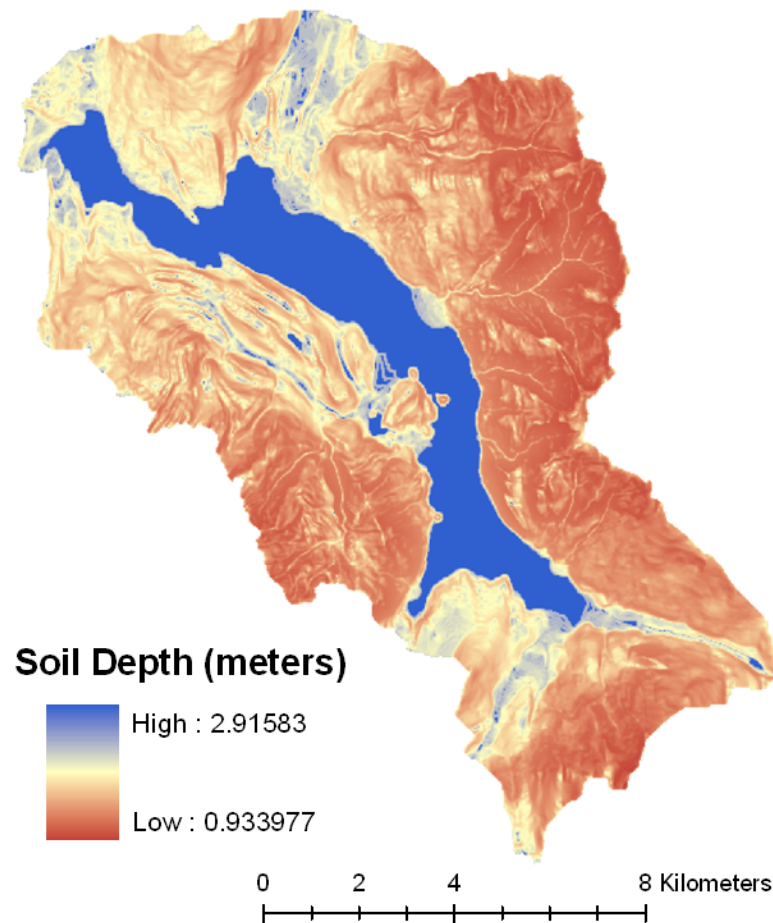 Soil Depth (meters)
High : 2.91583
Low : 0.933977
0 2 4 8 Kilometers